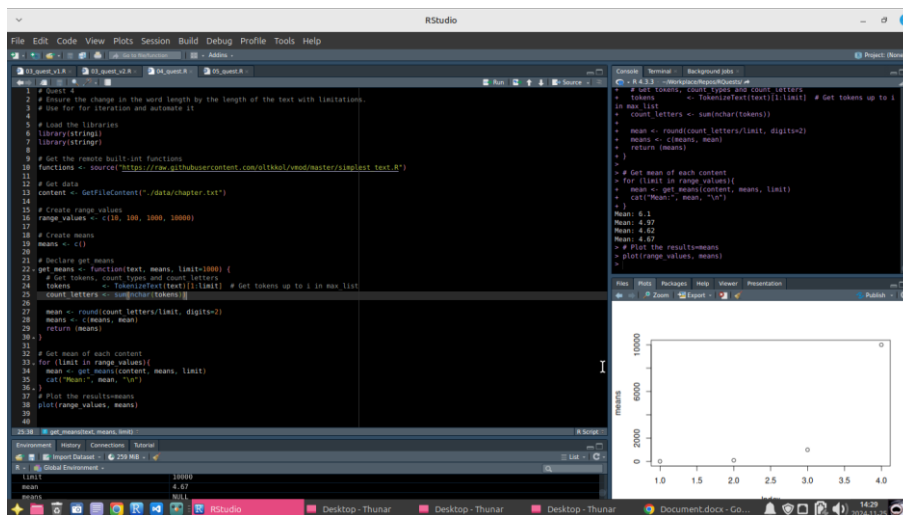 RStudio
File Edit Code View Plots Session Build Debug Profile Tools Help
Go to file/function
Addins
Project: (None
03_quest_v1.R
03_quest_v2.R
04_quest.R
05_quest.R
Run
Source
1 # Quest 4
2 # Ensure the change in the word length by the length of the text with limitations.
3 # Use for for iteration and automate it
4
5 # Load the libraries
6 library(stringi)
7 library(stringr)
8
9 # Get the remote built-int functions
10 functions <- source("https://raw.githubusercontent.com/oltkkol/vmod/master/simplest_text.R")
11
12 # Get data
13 content <- GetFileContent("./data/chapter.txt")
14
15 # Create range_values
16 range_values <- c(10, 100, 1000, 10000)
17
18 # Create means
19 means <- c()
20
21 # Declare get_means
22 get_means <- function(text, means, limit=1000) {
23 # Get tokens, count_types and count_letters
24 tokens <- TokenizeText(text)[1:limit] # Get tokens up to i in max_list
25 count_letters <- sum(nchar(tokens))
26
27 mean <- round(count_letters/limit, digits=2)
28 means <- c(means, mean)
29 return (means)
30 }
31
32 # Get mean of each content
33 for (limit in range_values){
34 mean <- get_means(content, means, limit)
35 cat("Mean:", mean, "\n")
36 }
37 # Plot the results=means
38 plot(range_values, means)
39
40
25:38 get_means(text, means, limit)
R Script
Environment History Connections Tutorial
Import Dataset 259 MiB
List
R Global Environment
limit 10000
mean 4.67
means NULL
Console Terminal Background jobs
R 4.3.3 · ~/Workplace/Repos/RQuests/
+ # Get tokens, count_types and count_letters
+ tokens <- TokenizeText(text)[1:limit] # Get tokens up to i
in max_list
+ count_letters <- sum(nchar(tokens))
+
+ mean <- round(count_letters/limit, digits=2)
+ means <- c(means, mean)
+ return (means)
+ }
>
> # Get mean of each content
> for (limit in range_values){
+ mean <- get_means(content, means, limit)
+ cat("Mean:", mean, "\n")
+ }
Mean: 6.1
Mean: 4.97
Mean: 4.62
Mean: 4.67
> # Plot the results=means
> plot(range_values, means)
>
Files Plots Packages Help Viewer Presentation
Zoom Export
Publish
means
10000
6000
2000
0
1.0 1.5 2.0 2.5 3.0 3.5 4.0
Index
RStudio
Desktop - Thunar
Desktop - Thunar
Desktop - Thunar
Document.docx - Go...
14:29
2024-11-25